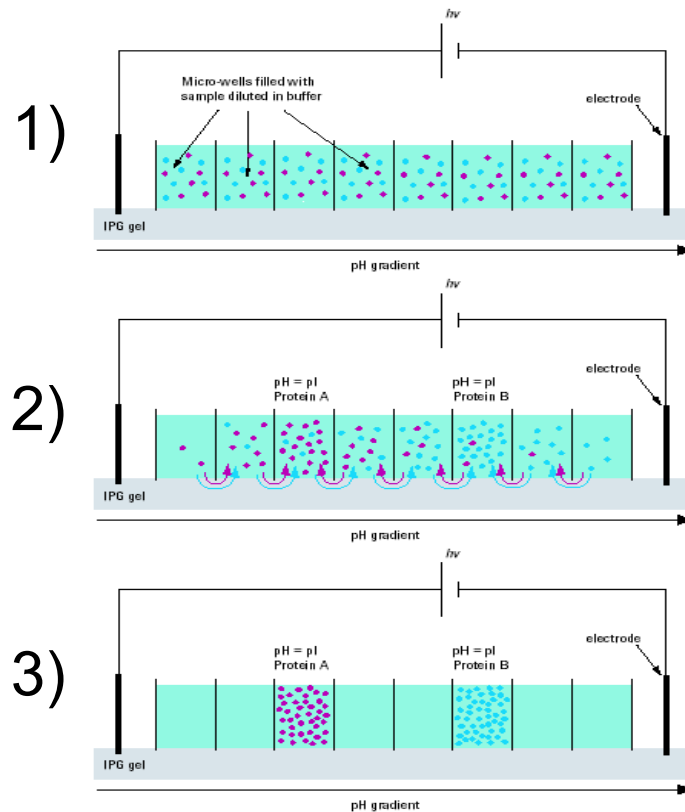 1)
hv
Micro-wells filled with
sample diluted in buffer
electrode
IPG gel
pH gradient
2)
hv
electrode
pH = pI
Protein A
pH = pI
Protein B
IPG gel
pH gradient
3)
hv
electrode
pH = pI
Protein A
pH = pI
Protein B
IPG gel
pH gradient